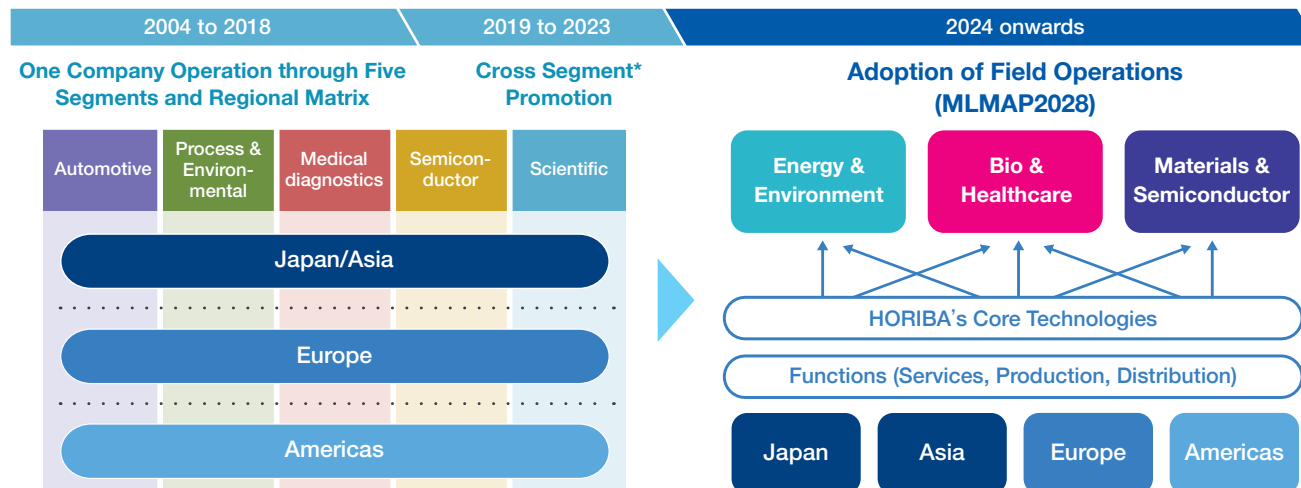 2004 to 2018
2019 to 2023
2024 onwards
One Company Operation through Five
Segments and Regional Matrix
Cross Segment*
Promotion
Adoption of Field Operations
(MLMAP2028)
Automotive
Process &
Environ-
mental
Medical
diagnostics
Semicon-
ductor
Scientific
Japan/Asia
Europe
Americas
Energy &
Environment
Bio &
Healthcare
Materials &
Semiconductor
HORIBA's Core Technologies
Functions (Services, Production, Distribution)
Japan
Asia
Europe
Americas